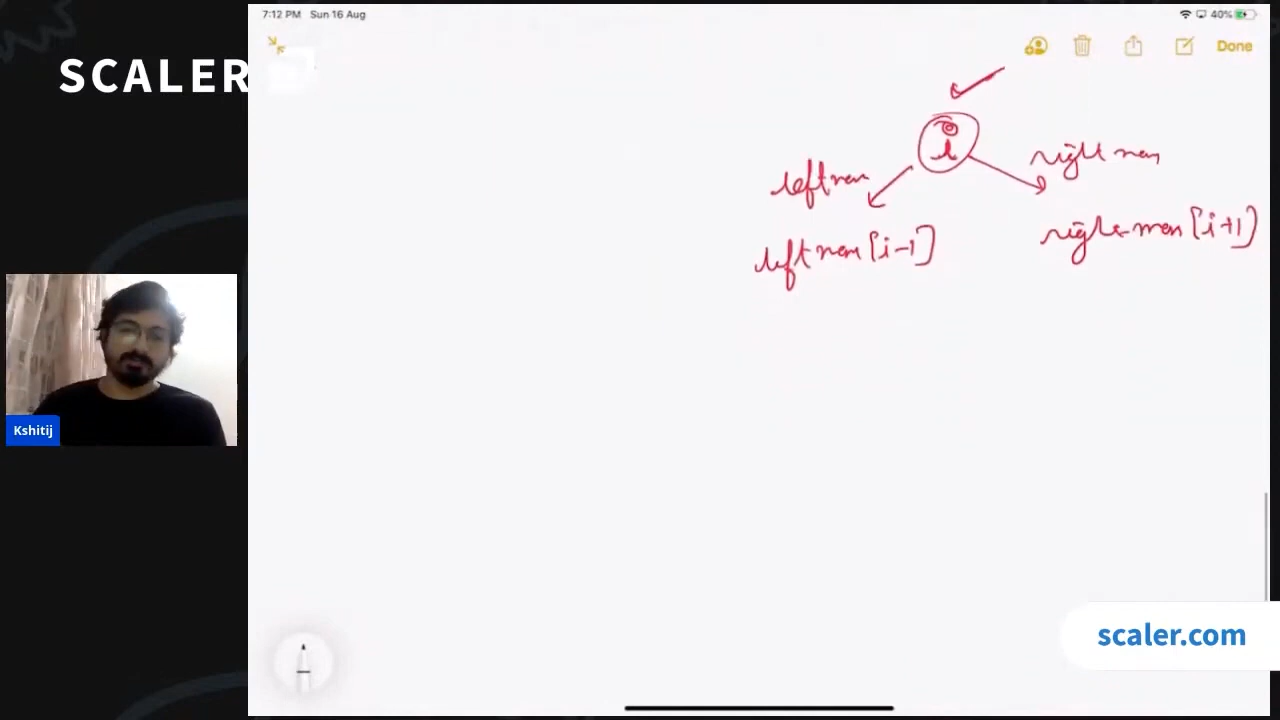 7:12 PM Sun 16 Aug
40%
SCALER
Done
i
left max
right max
left max [i-1]
right-max [i+1]
Kshitij
scaler.com